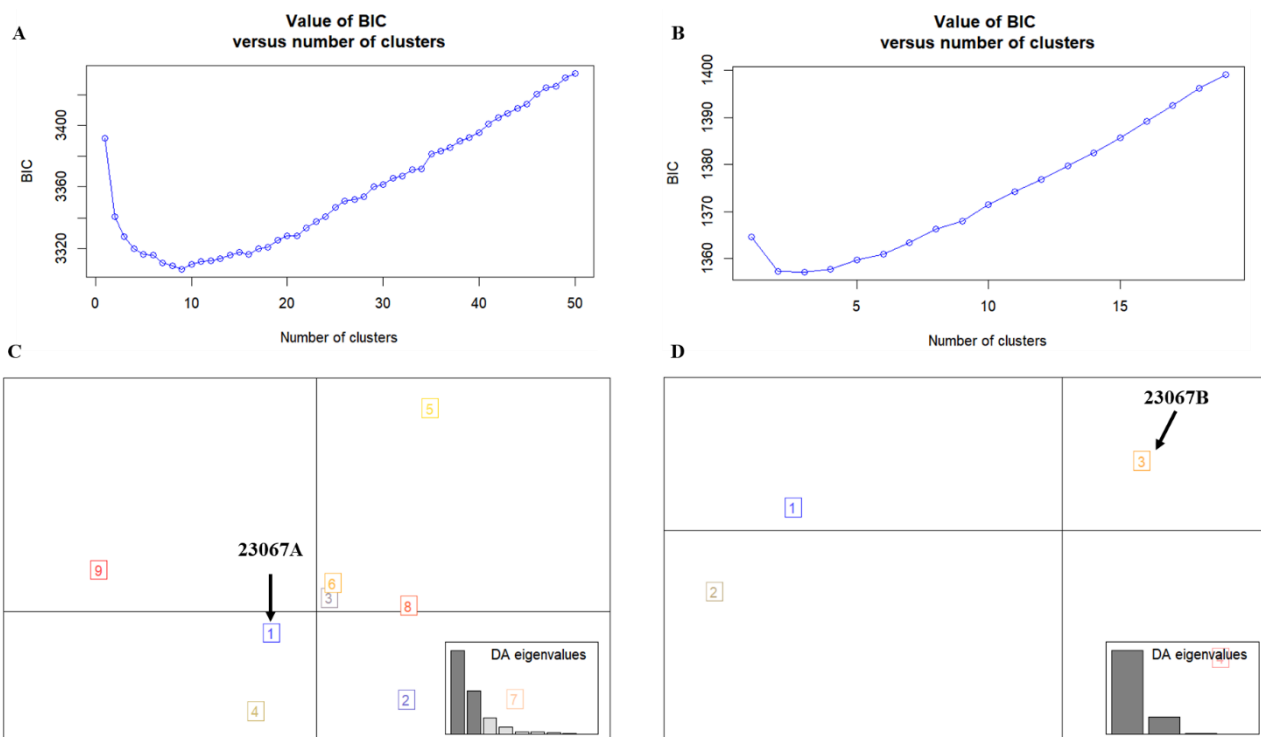 A
Value of BIC
versus number of clusters
BIC
3400
3360
3320
0 10 20 30 40 50
Number of clusters
B
Value of BIC
versus number of clusters
BIC
1400
1390
1380
1370
1360
5 10 15
Number of clusters
C
5
23067A
9
6
3
8
1
4
2
7
DA eigenvalues
D
23067B
3
1
2
DA eigenvalues
4